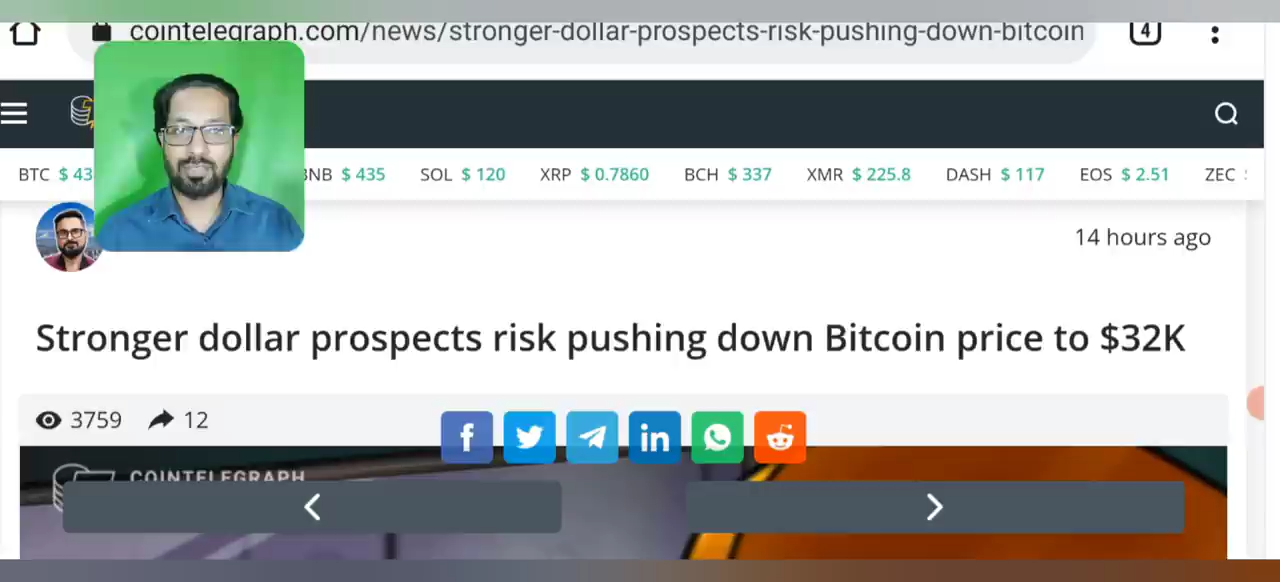 cointelegraph.com/news/stronger-dollar-prospects-risk-pushing-down-bitcoin 4
BTC $ 43 BNB $ 435 SOL $ 120 XRP $ 0.7860 BCH $ 337 XMR $ 225.8 DASH $ 117 EOS $ 2.51 ZEC
14 hours ago
Stronger dollar prospects risk pushing down Bitcoin price to $32K
3759 12
COINTELEGRAPH